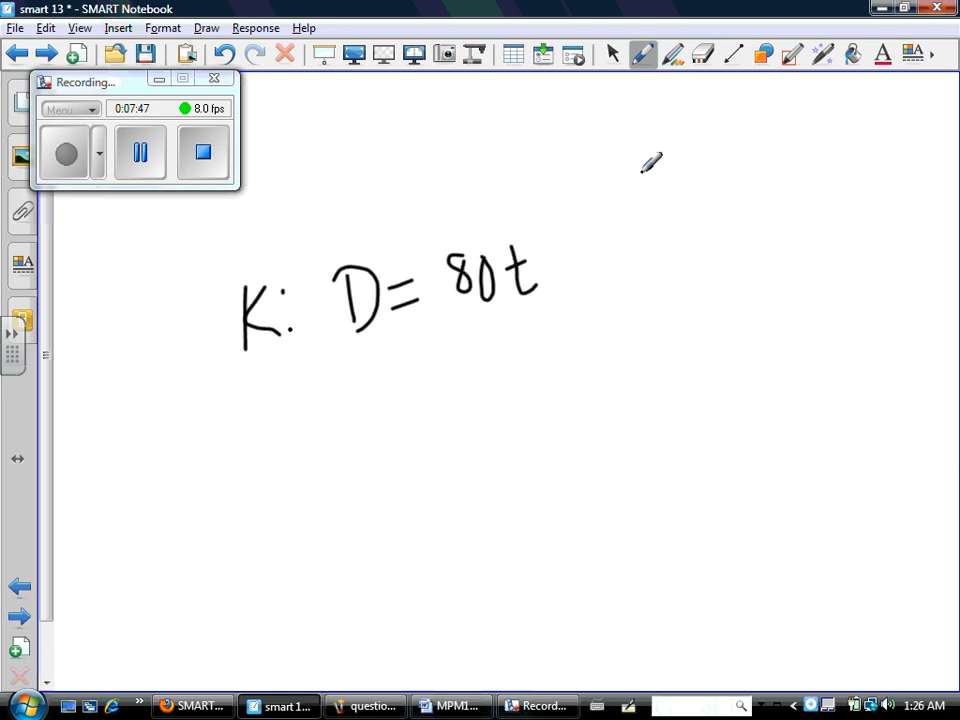 smart 13 * - SMART Notebook
File Edit View Insert Format Draw Response Help
Recording...
Menu 0:07:47 8.0 fps
K: D= 80t
SMART... smart 1... questio... MPM1... Record... 1:26 AM